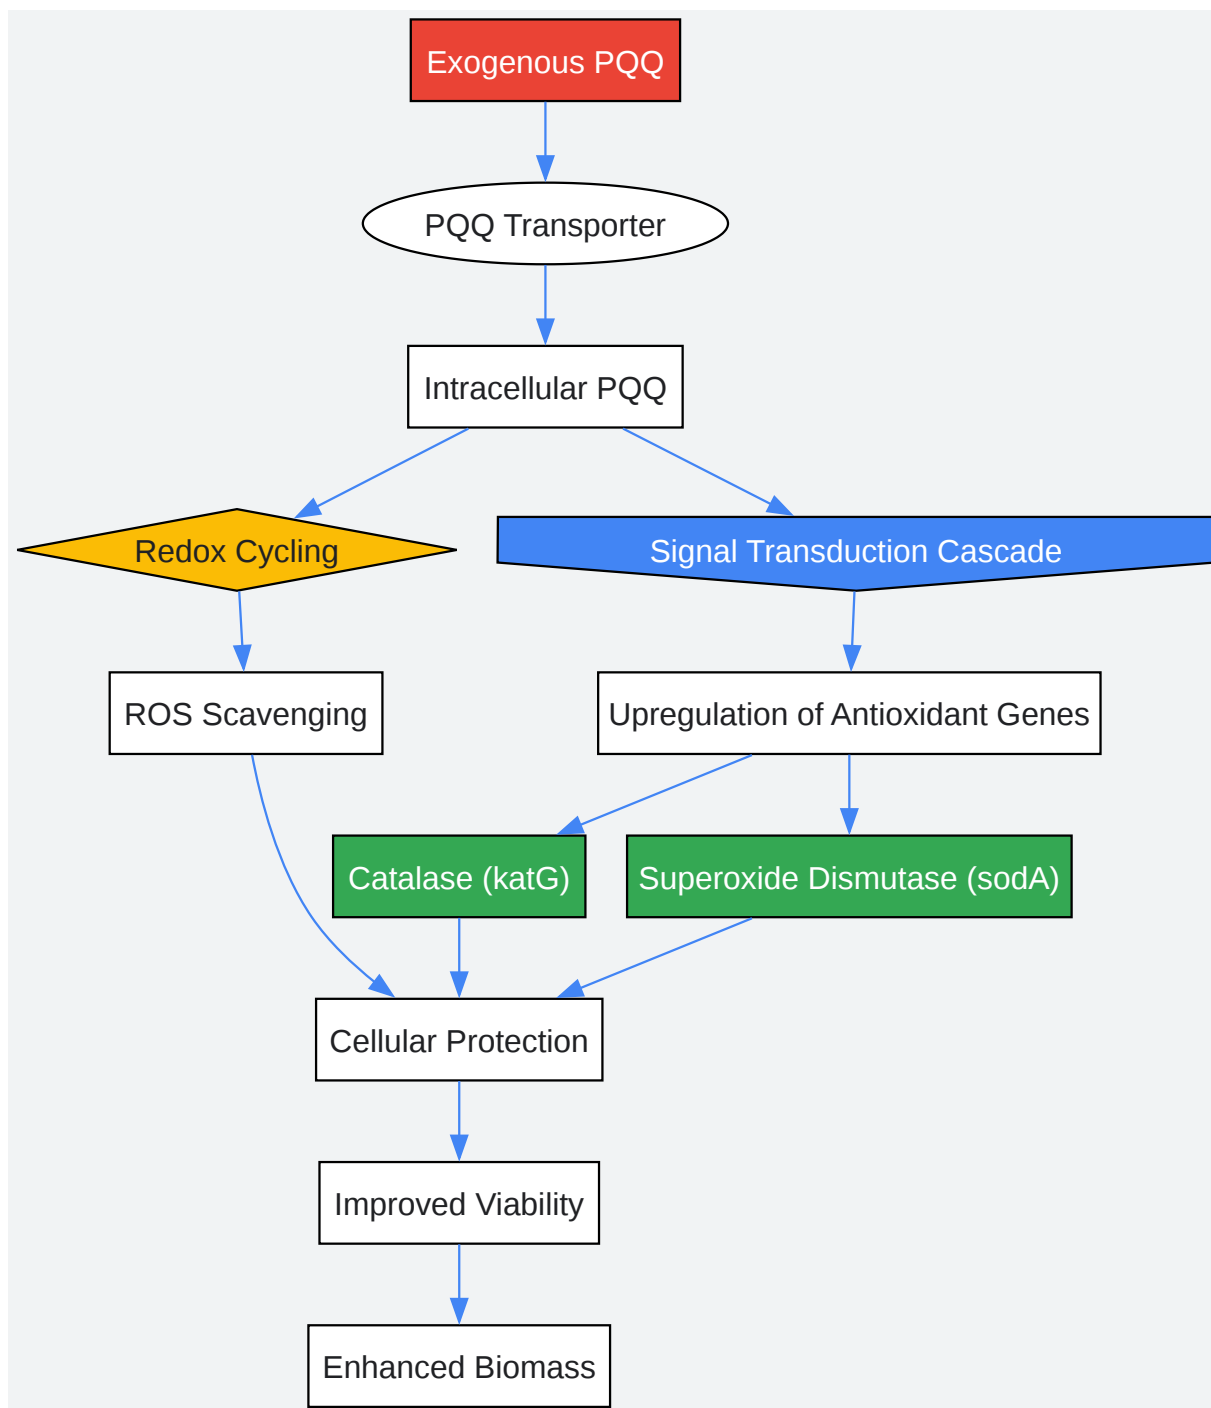 Exogenous PQQ
PQQ Transporter
Intracellular PQQ
Redox Cycling
Signal Transduction Cascade
ROS Scavenging
Upregulation of Antioxidant Genes
Catalase (katG)
Superoxide Dismutase (sodA)
Cellular Protection
Improved Viability
Enhanced Biomass